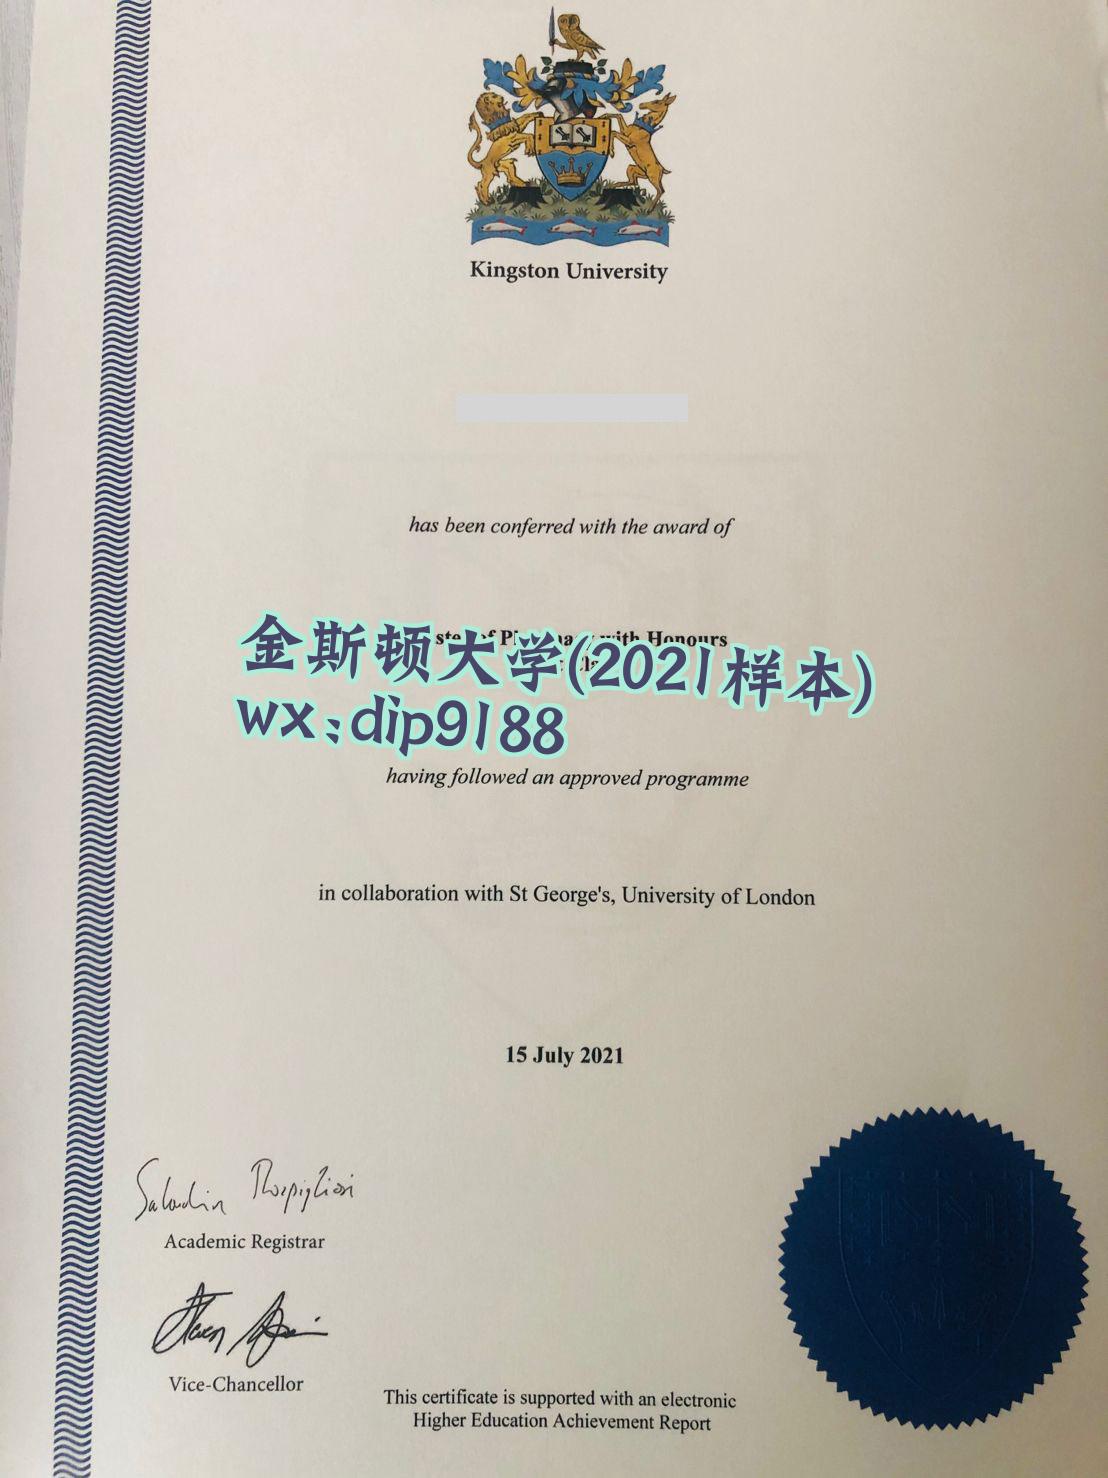 Kingston University
has been conferred with the award of
with Honours
金斯顿大学(2021样本)
wx:dip9188
having followed an approved programme
in collaboration with St George's, University of London
15 July 2021
Academic Registrar
Vice-Chancellor
This certificate is supported with an electronic
Higher Education Achievement Report